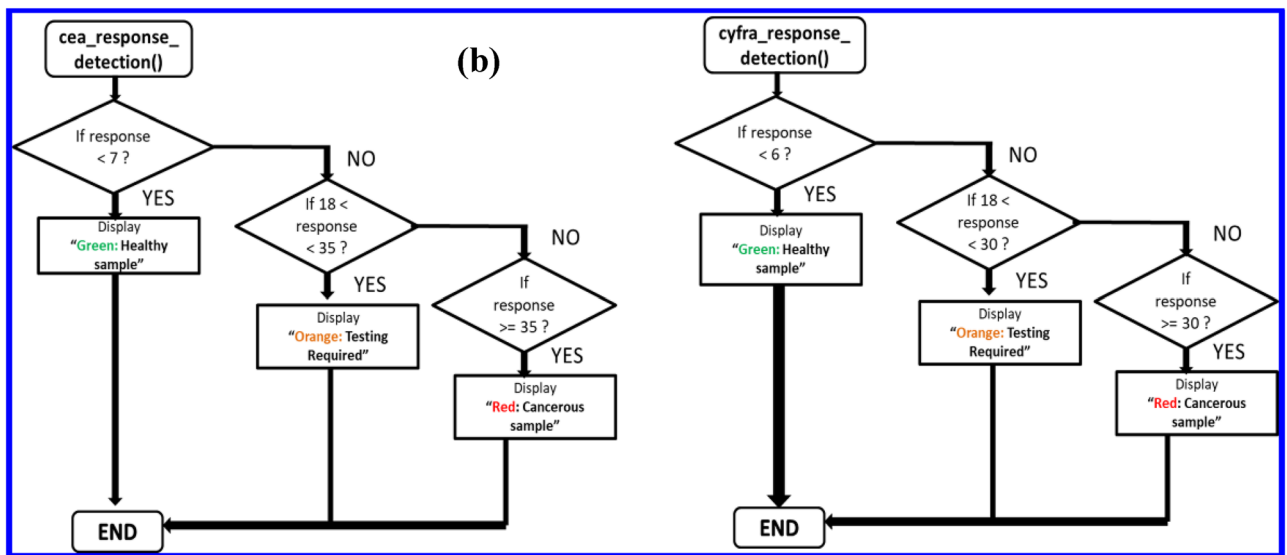 cea_response_
detection()
(b)
If response
< 7 ?
NO
YES
Display
“Green: Healthy
sample”
If 18 <
response
< 35 ?
NO
YES
Display
“Orange: Testing
Required”
If
response
>= 35 ?
YES
Display
“Red: Cancerous
sample”
END
cyfra_response_
detection()
If response
< 6 ?
NO
YES
Display
“Green: Healthy
sample”
If 18 <
response
< 30 ?
NO
YES
Display
“Orange: Testing
Required”
If
response
>= 30 ?
YES
Display
“Red: Cancerous
sample”
END